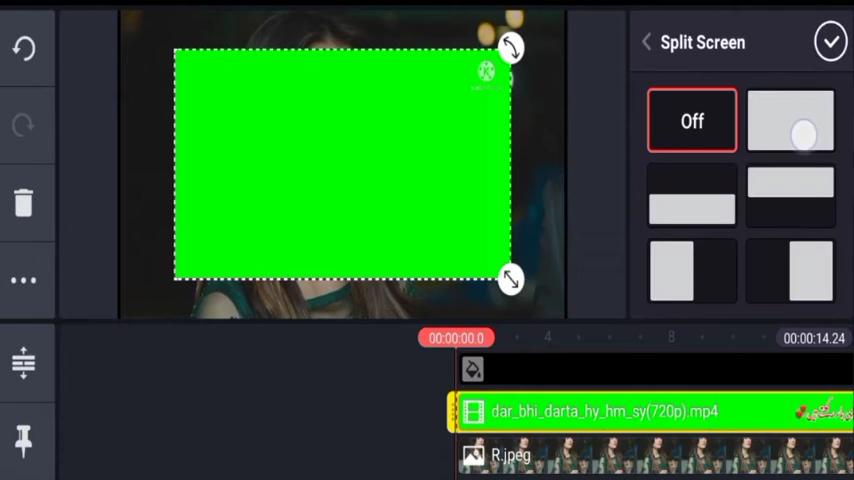 Split Screen
Off
00:00:00.0
4
8
00:00:14.24
dar_bhi_darta_hy_hm_sy(720p).mp4
R.jpeg